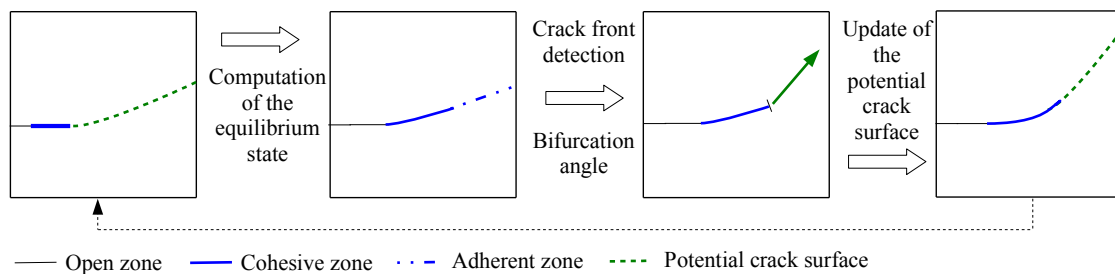 Computation
of the
equilibrium
state
Crack front
detection
Bifurcation
angle
Update of
the
potential
crack
surface
Open zone
Cohesive zone
Adherent zone
Potential crack surface